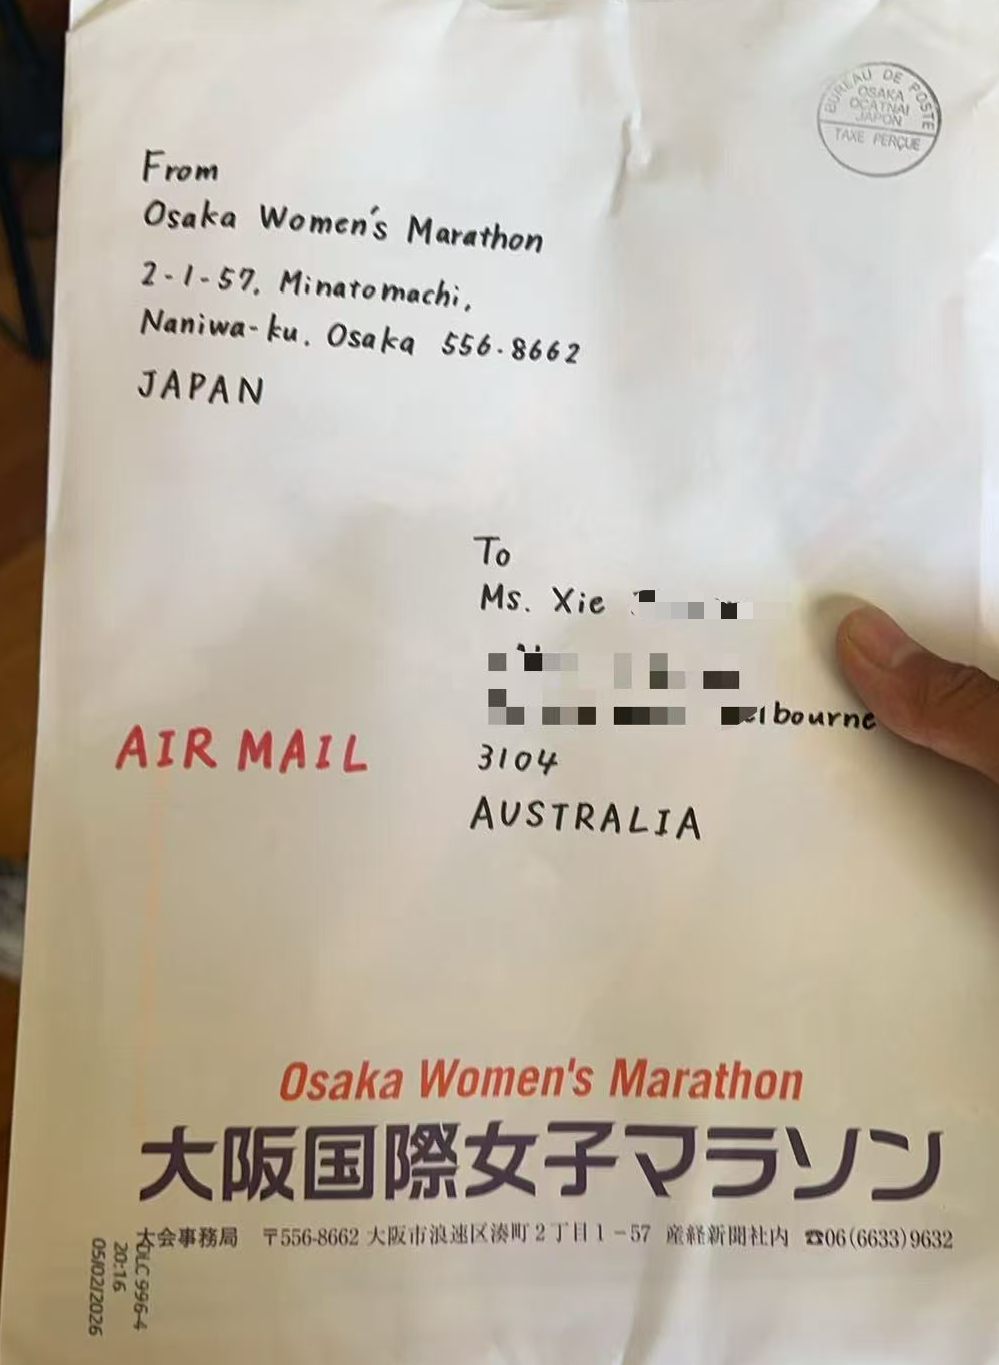 BUREAU DE POSTE
OSAKA
OCATNAI
JAPON
TAXE PERÇUE
From
Osaka Women's Marathon
2-1-57, Minatomachi,
Naniwa-ku, Osaka 556-8662
JAPAN
To
Ms. Xie
elbourne
3104
AUSTRALIA
AIR MAIL
Osaka Women's Marathon
大阪国際女子マラソン
大会事務局 〒556-8662 大阪市浪速区湊町2丁目1-57 産経新聞社内 ☎06(6633)9632
DLC 996-4
20:16
05/02/2026